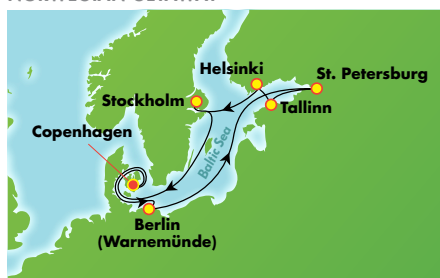 Helsinki
St. Petersburg
Stockholm
Tallinn
Copenhagen
Baltic Sea
Berlin
(Warnemünde)